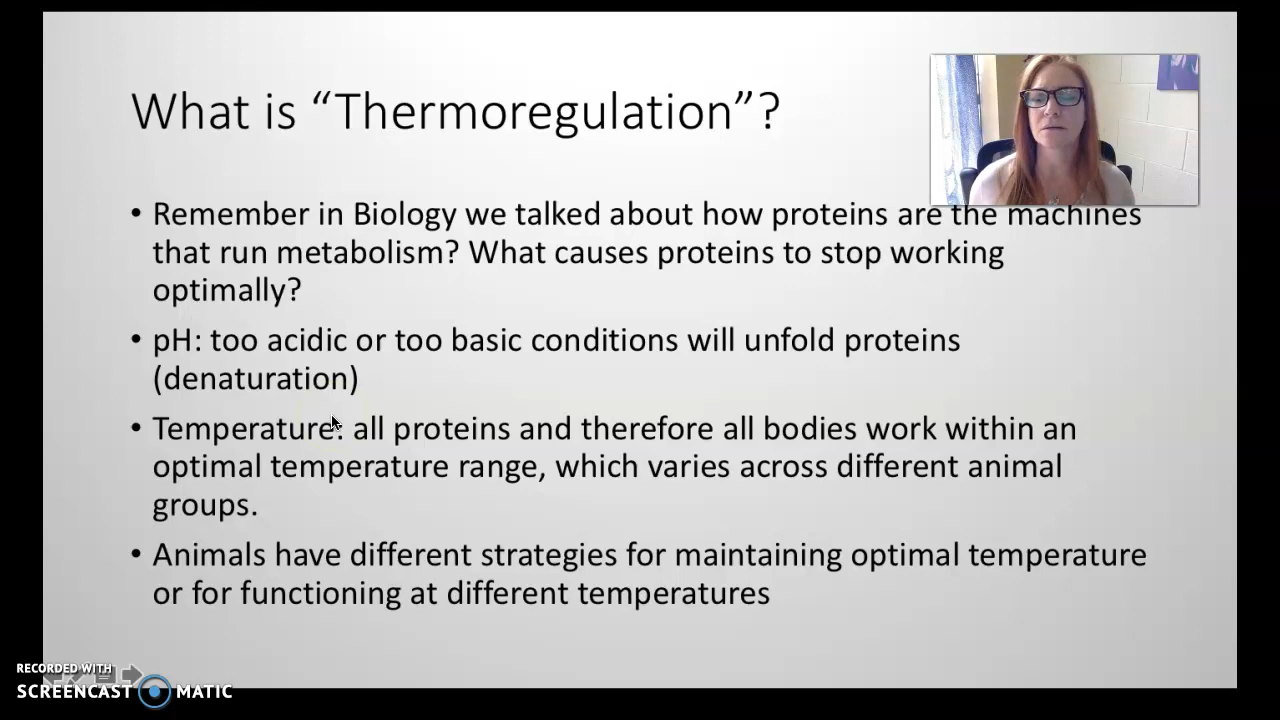 What is “Thermoregulation”?
• Remember in Biology we talked about how proteins are the machines
that run metabolism? What causes proteins to stop working
optimally?
• pH: too acidic or too basic conditions will unfold proteins
(denaturation)
• Temperature: all proteins and therefore all bodies work within an
optimal temperature range, which varies across different animal
groups.
• Animals have different strategies for maintaining optimal temperature
or for functioning at different temperatures
RECORDED WITH
SCREENCAST MATIC